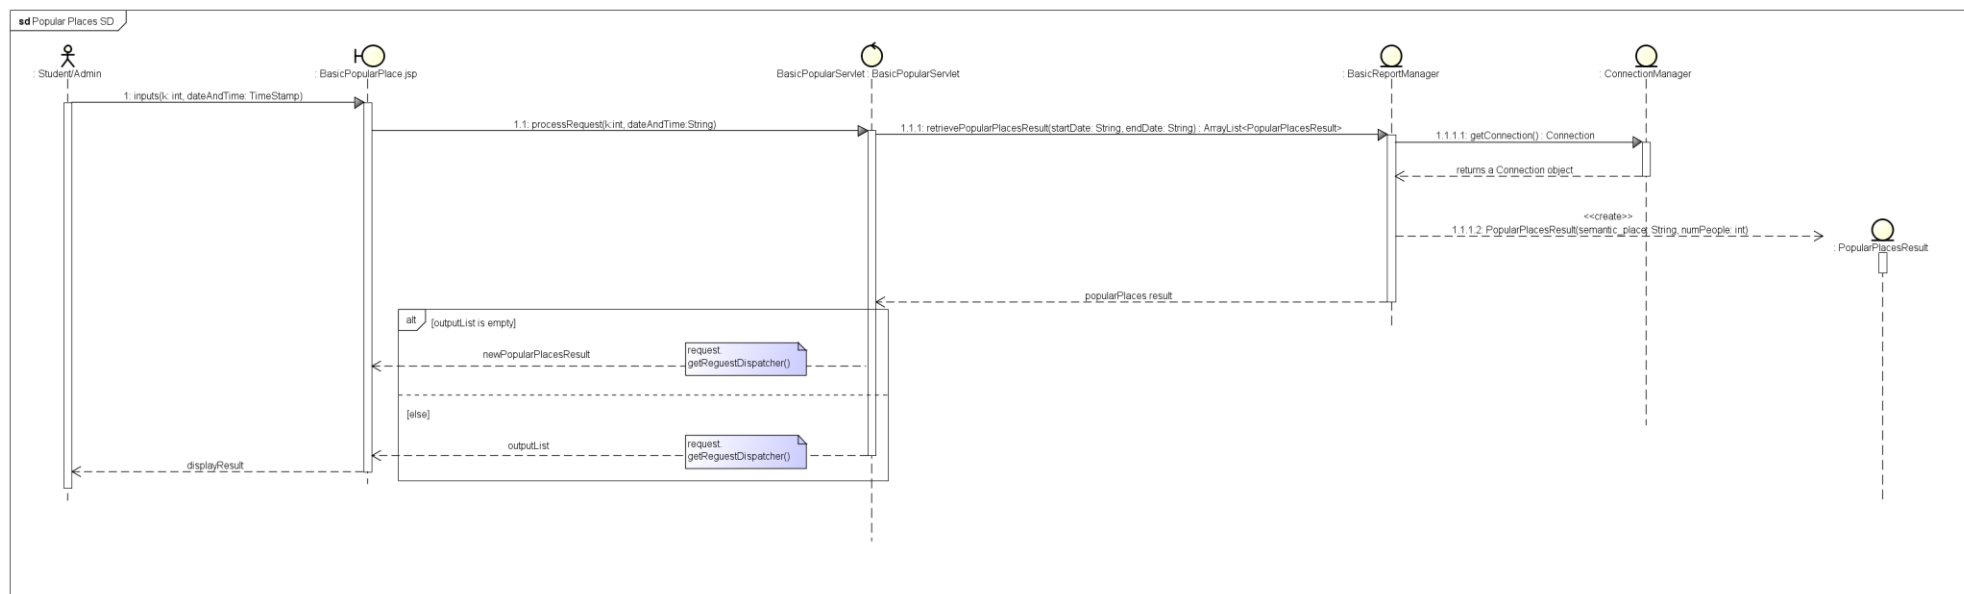 sd Popular Places SD
: Student/Admin
: BasicPopularPlace.jsp
BasicPopularServlet : BasicPopularServlet
: BasicReportManager
: ConnectionManager
1: inputs(k: int, dateAndTime: TimeStamp)
1.1: processRequest(k:int, dateAndTime:String)
1.1.1: retrievePopularPlacesResult(startDate: String, endDate: String) : ArrayList<PopularPlacesResult>
1.1.1.1: getConnection() : Connection
returns a Connection object
<<create>>
1.1.1.2: PopularPlacesResult(semantic_place: String, numPeople: int)
: PopularPlacesResult
popularPlaces result
alt
[outputList is empty]
newPopularPlacesResult
request.
getReguestDispatcher()
[else]
outputList
request.
getReguestDispatcher()
displayResult